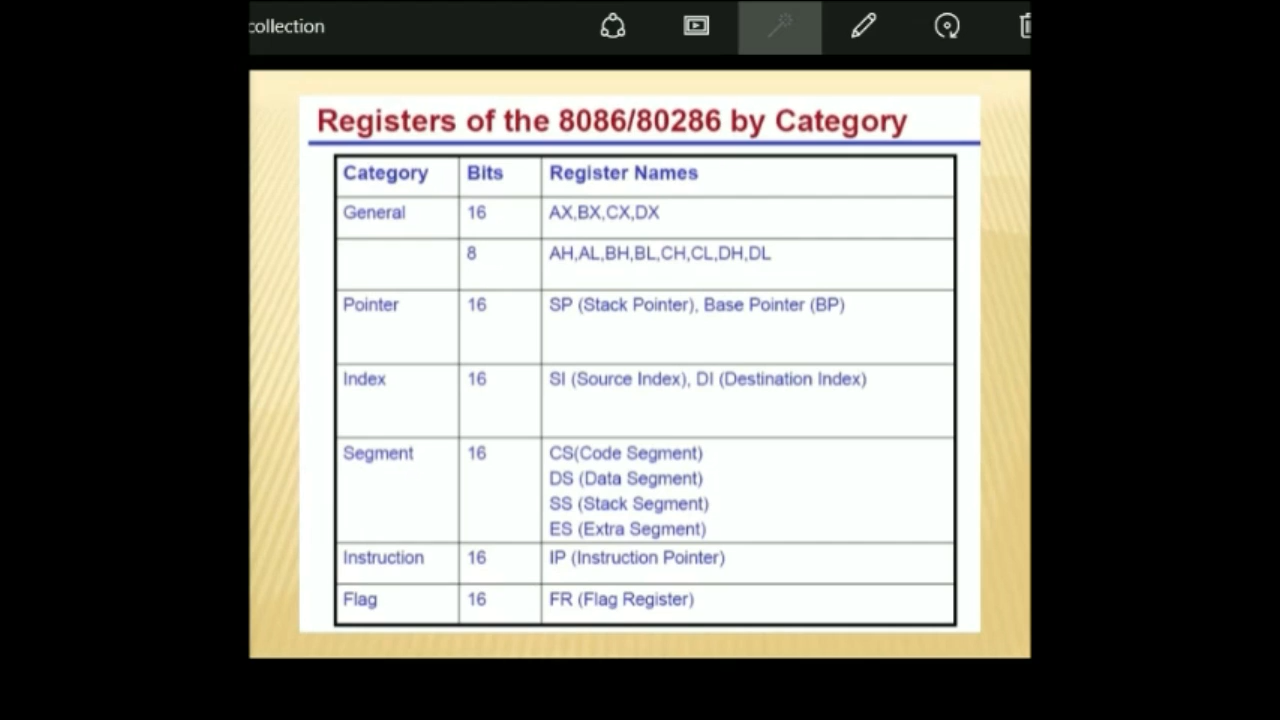 collection
Registers of the 8086/80286 by Category
Category Bits Register Names
General 16 AX,BX,CX,DX
8 AH,AL,BH,BL,CH,CL,DH,DL
Pointer 16 SP (Stack Pointer), Base Pointer (BP)
Index 16 SI (Source Index), DI (Destination Index)
Segment 16 CS(Code Segment)
DS (Data Segment)
SS (Stack Segment)
ES (Extra Segment)
Instruction 16 IP (Instruction Pointer)
Flag 16 FR (Flag Register)